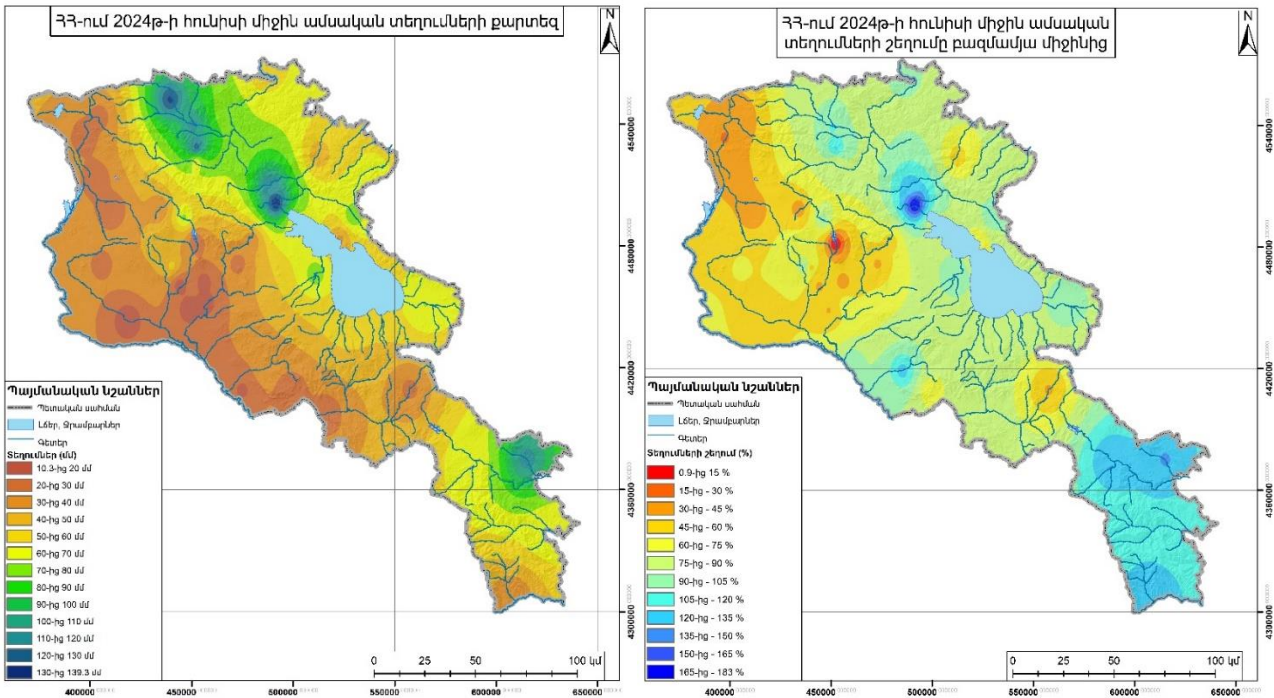 ՀՀ-ում 2024թ-ի հունիսի միջին ամսական տեղումների քարտեզ
N
4540000
4480000
4420000
4360000
4300000
Պայմանական նշաններ
Պետական սահման
Լճեր, Ջրամբարներ
Գետեր
Տեղումներ (մմ)
10.3-ից 20 մմ
20-ից 30 մմ
30-ից 40 մմ
40-ից 50 մմ
50-ից 60 մմ
60-ից 70 մմ
70-ից 80 մմ
80-ից 90 մմ
90-ից 100 մմ
100-ից 110 մմ
110-ից 120 մմ
120-ից 130 մմ
130-ից 139.3 մմ
0 25 50 100 կմ
400000 450000 500000 550000 600000 650000
ՀՀ-ում 2024թ-ի հունիսի միջին ամսական
տեղումների շեղումը բազմամյա միջինից
N
4540000
4480000
4420000
4360000
4300000
Պայմանական նշաններ
Պետական սահման
Լճեր, Ջրամբարներ
Գետեր
Տեղումների շեղում (%)
0.9-ից 15 %
15-ից - 30 %
30-ից - 45 %
45-ից - 60 %
60-ից - 75 %
75-ից - 90 %
90-ից - 105 %
105-ից - 120 %
120-ից - 135 %
135-ից - 150 %
150-ից - 165 %
165-ից - 183 %
0 25 50 100 կմ
400000 450000 500000 550000 600000 650000